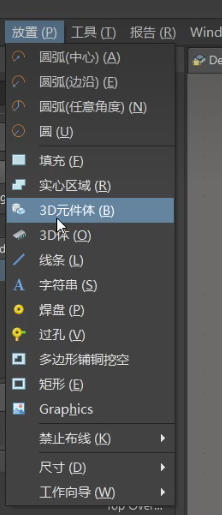 放置 (P) 工具 (T) 报告 (R) Wind
De
圆弧(中心) (A)
圆弧(边沿) (E)
圆弧(任意角度) (N)
圆 (U)
填充 (F)
实心区域 (R)
3D元件体 (B)
3D体 (O)
线条 (L)
字符串 (S)
焊盘 (P)
过孔 (V)
多边形铺铜挖空
矩形 (E)
Graphics
禁止布线 (K)
尺寸 (D)
工作向导 (W)
Top Over...